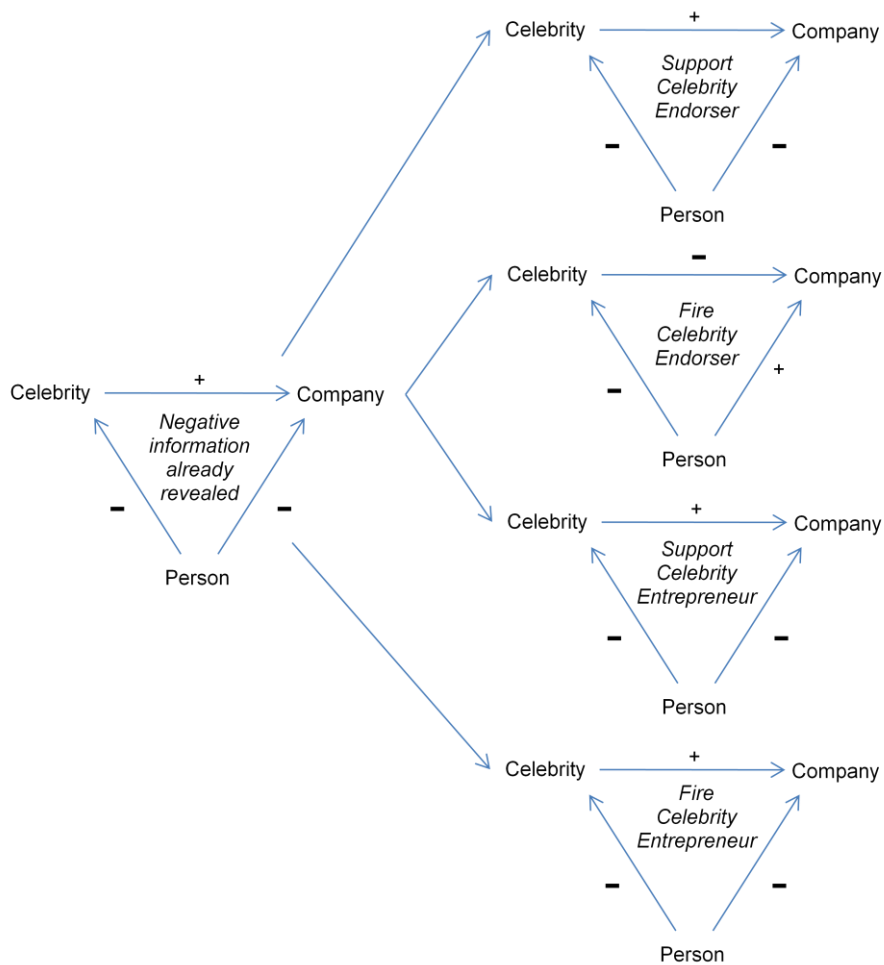 +
Celebrity
Company
Support
Celebrity
Endorser
-
-
Person
-
Celebrity
Company
Fire
Celebrity
Endorser
-
+
Person
+
Celebrity
Company
Negative
information
already
revealed
-
-
Person
+
Celebrity
Company
Support
Celebrity
Entrepreneur
-
-
Person
+
Celebrity
Company
Fire
Celebrity
Entrepreneur
-
-
Person